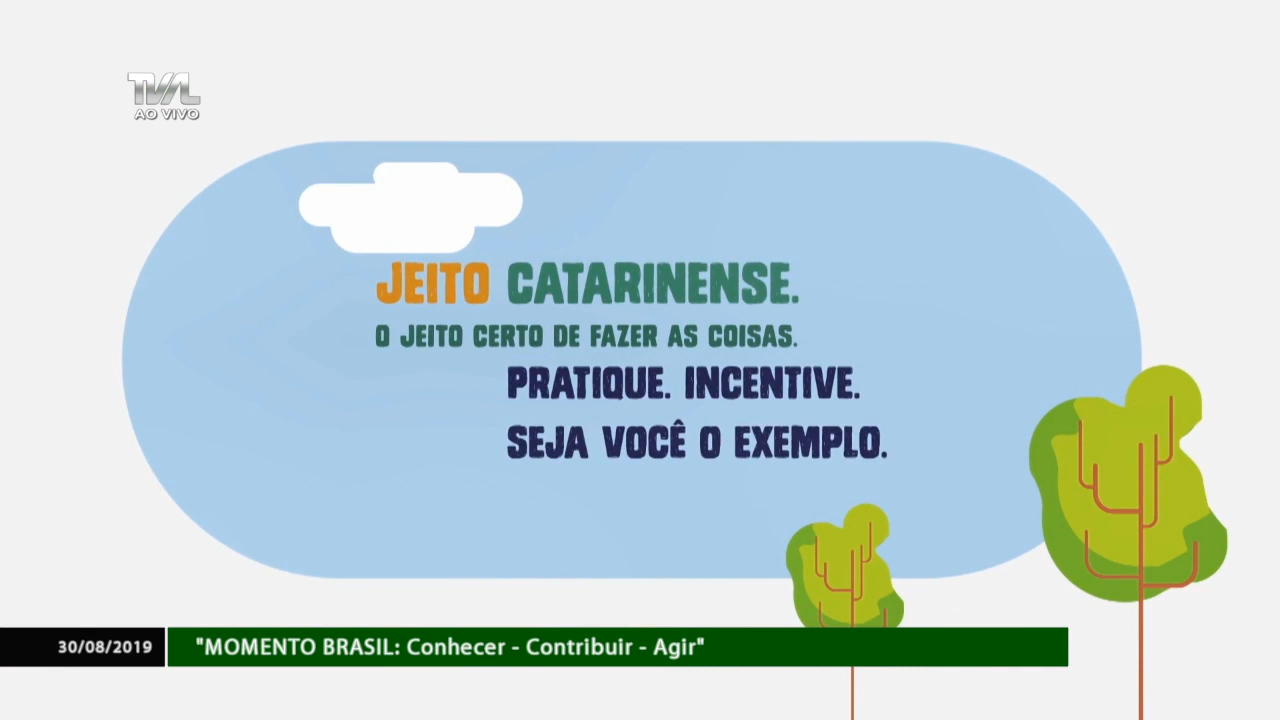 TVAL
AO VIVO
JEITO CATARINENSE.
O JEITO CERTO DE FAZER AS COISAS.
PRATIQUE. INCENTIVE.
SEJA VOCÊ O EXEMPLO.
30/08/2019 "MOMENTO BRASIL: Conhecer - Contribuir - Agir"